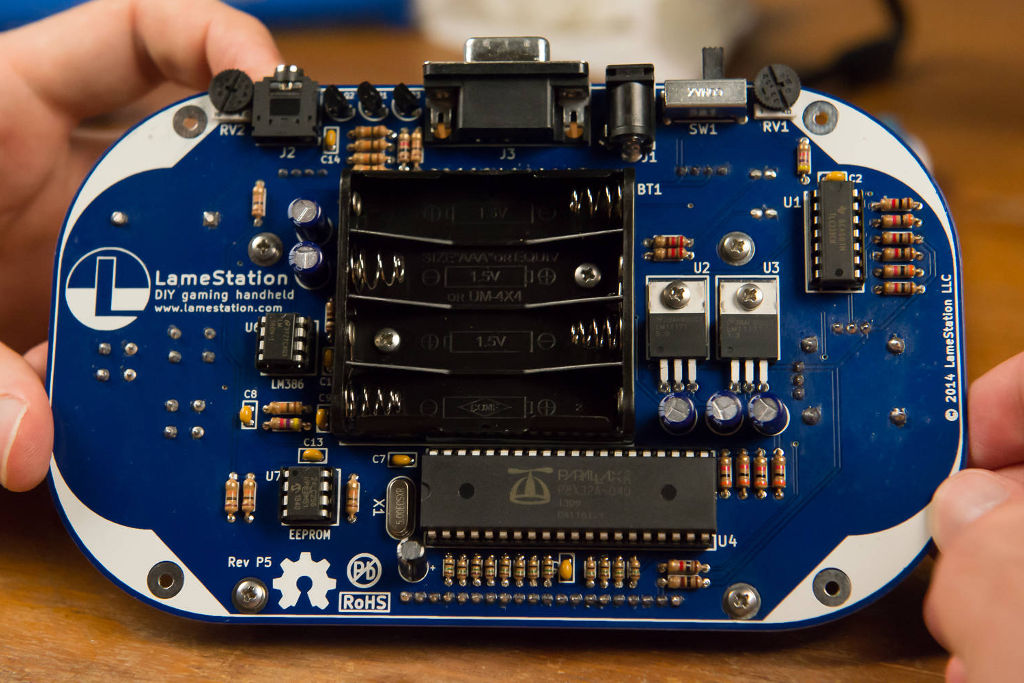 RV2
J2
C14
J3
J1
SW1
RV1
BT1
C2
U1
1.5V
SIZE "AAA" OR EQUIV
1.5V
OR UM-4X4
1.5V
LameStation
DIY gaming handheld
www.lamestation.com
U6
LM386
U2
U3
C8
C13
C7
U7
EEPROM
X1
PARALLAX
P8X32A-D40
U4
+
Rev P5
Pb
RoHS
© 2014 LameStation LLC